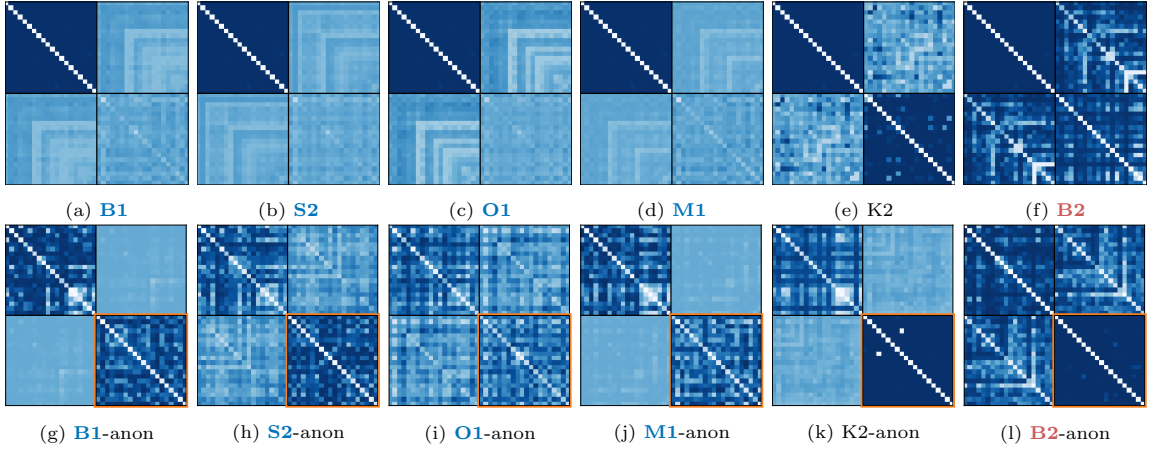 (a) B1 (b) S2 (c) O1 (d) M1 (e) K2 (f) B2
(g) B1-anon (h) S2-anon (i) O1-anon (j) M1-anon (k) K2-anon (l) B2-anon